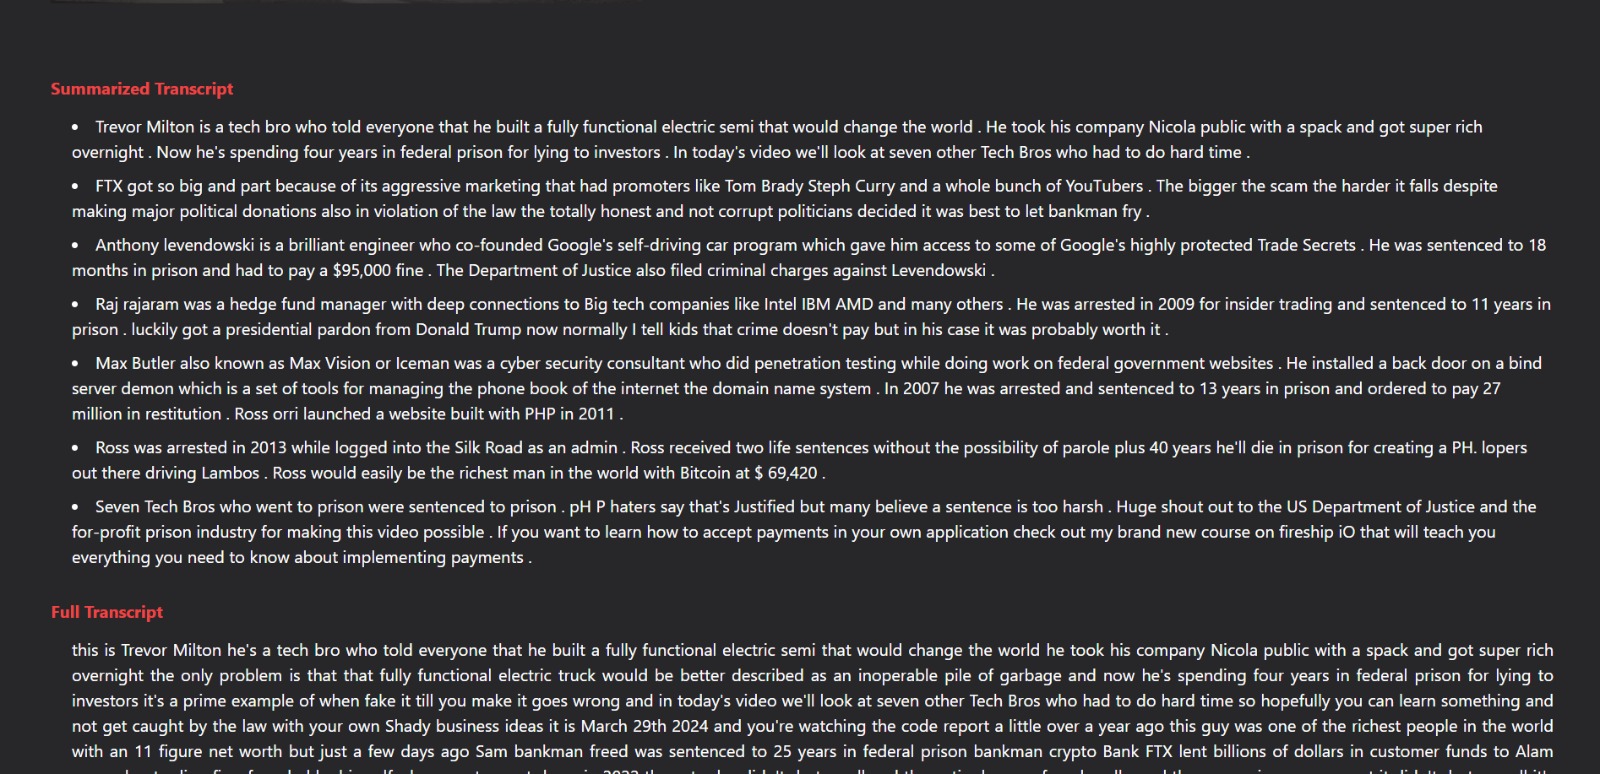 Summarized Transcript
• Trevor Milton is a tech bro who told everyone that he built a fully functional electric semi that would change the world . He took his company Nicola public with a spack and got super rich
overnight . Now he's spending four years in federal prison for lying to investors . In today's video we'll look at seven other Tech Bros who had to do hard time .
• FTX got so big and part because of its aggressive marketing that had promoters like Tom Brady Steph Curry and a whole bunch of YouTubers . The bigger the scam the harder it falls despite
making major political donations also in violation of the law the totally honest and not corrupt politicians decided it was best to let bankman fry .
• Anthony levendowski is a brilliant engineer who co-founded Google's self-driving car program which gave him access to some of Google's highly protected Trade Secrets . He was sentenced to 18
months in prison and had to pay a $95,000 fine . The Department of Justice also filed criminal charges against Levendowski .
• Raj rajaram was a hedge fund manager with deep connections to Big tech companies like Intel IBM AMD and many others . He was arrested in 2009 for insider trading and sentenced to 11 years in
prison . luckily got a presidential pardon from Donald Trump now normally I tell kids that crime doesn't pay but in his case it was probably worth it .
• Max Butler also known as Max Vision or Iceman was a cyber security consultant who did penetration testing while doing work on federal government websites . He installed a back door on a bind
server demon which is a set of tools for managing the phone book of the internet the domain name system . In 2007 he was arrested and sentenced to 13 years in prison and ordered to pay 27
million in restitution . Ross orri launched a website built with PHP in 2011 .
• Ross was arrested in 2013 while logged into the Silk Road as an admin . Ross received two life sentences without the possibility of parole plus 40 years he'll die in prison for creating a PH. lopers
out there driving Lambos . Ross would easily be the richest man in the world with Bitcoin at $ 69,420 .
• Seven Tech Bros who went to prison were sentenced to prison . pH P haters say that's Justified but many believe a sentence is too harsh . Huge shout out to the US Department of Justice and the
for-profit prison industry for making this video possible . If you want to learn how to accept payments in your own application check out my brand new course on fireship iO that will teach you
everything you need to know about implementing payments .
Full Transcript
this is Trevor Milton he's a tech bro who told everyone that he built a fully functional electric semi that would change the world he took his company Nicola public with a spack and got super rich
overnight the only problem is that that fully functional electric truck would be better described as an inoperable pile of garbage and now he's spending four years in federal prison for lying to
investors it's a prime example of when fake it till you make it goes wrong and in today's video we'll look at seven other Tech Bros who had to do hard time so hopefully you can learn something and
not get caught by the law with your own Shady business ideas it is March 29th 2024 and you're watching the code report a little over a year ago this guy was one of the richest people in the world
with an 11 figure net worth but just a few days ago Sam bankman freed was sentenced to 25 years in federal prison bankman crypto Bank FTX lent billions of dollars in customer funds to Alam